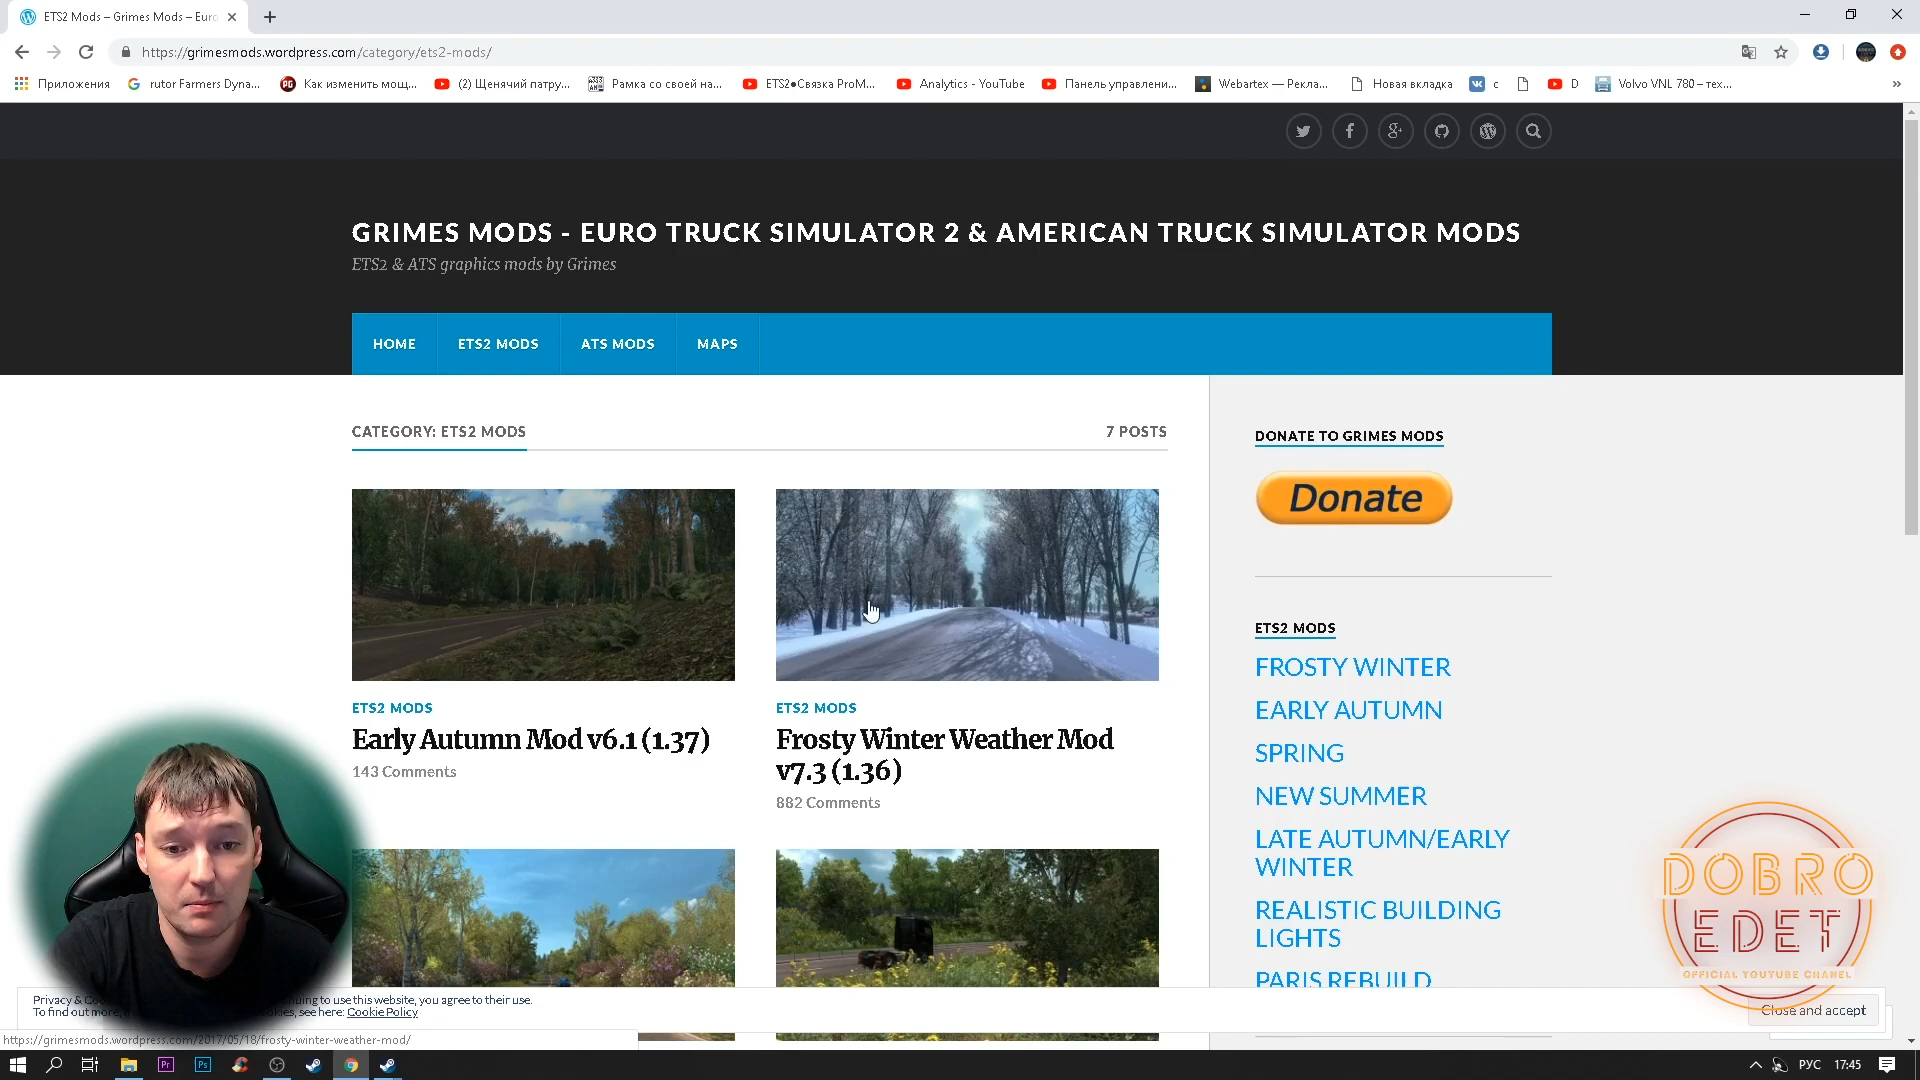 ETS2 Mods – Grimes Mods – Euro
https://grimesmods.wordpress.com/category/ets2-mods/
Приложения
rutor Farmers Dyna...
Как изменить мощ...
(2) Щенячий патру...
Рамка со своей на...
ETS2●Связка ProM...
Analytics - YouTube
Панель управлени...
Webartex — Рекла...
Новая вкладка
с
D
Volvo VNL 780 – тех...
GRIMES MODS - EURO TRUCK SIMULATOR 2 & AMERICAN TRUCK SIMULATOR MODS
ETS2 & ATS graphics mods by Grimes
HOME
ETS2 MODS
ATS MODS
MAPS
CATEGORY: ETS2 MODS
7 POSTS
ETS2 MODS
Early Autumn Mod v6.1 (1.37)
143 Comments
ETS2 MODS
Frosty Winter Weather Mod
v7.3 (1.36)
882 Comments
DONATE TO GRIMES MODS
Donate
ETS2 MODS
FROSTY WINTER
EARLY AUTUMN
SPRING
NEW SUMMER
LATE AUTUMN/EARLY
WINTER
REALISTIC BUILDING
LIGHTS
PARIS REBUILD
DOBRO
EDET
OFFICIAL YOUTUBE CHANEL
Privacy & to use this website, you agree to their use.
To find out more, see here: Cookie Policy
Close and accept
https://grimesmods.wordpress.com/2017/05/18/frosty-winter-weather-mod/
Pr
Ps
РУС
17:45